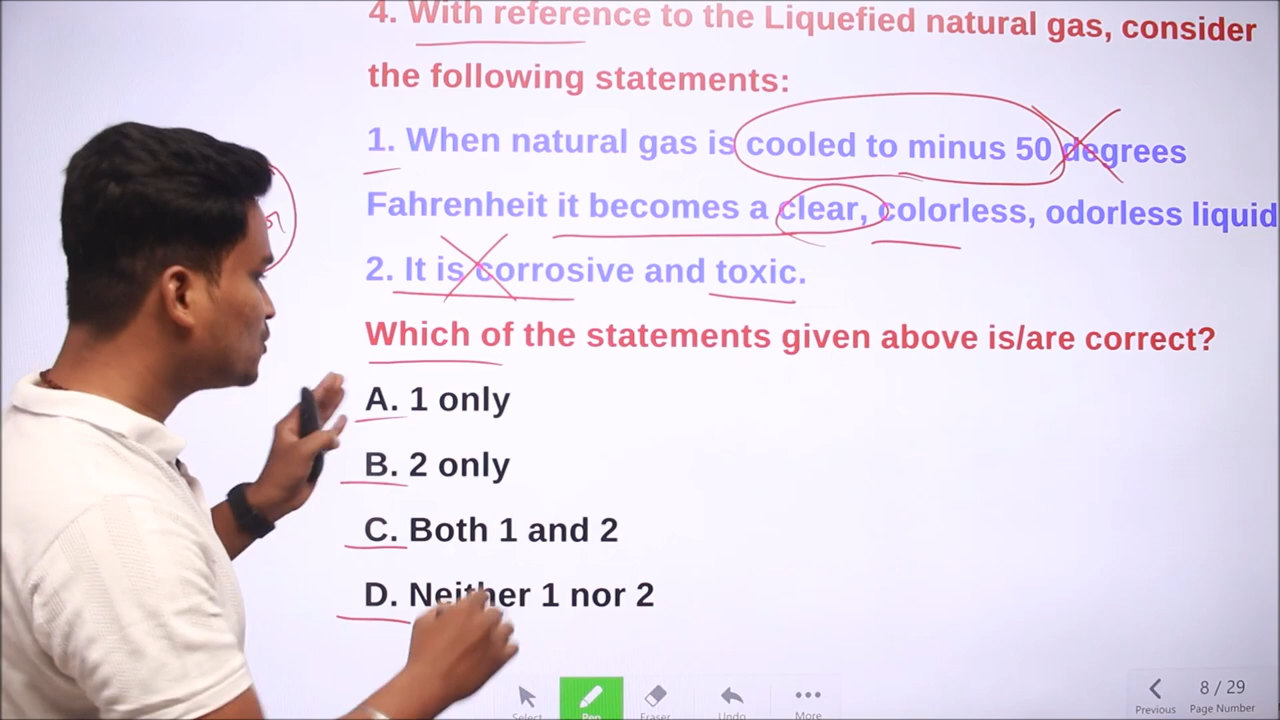 4. With reference to the Liquefied natural gas, consider
the following statements:
1. When natural gas is cooled to minus 50 degrees
Fahrenheit it becomes a clear, colorless, odorless liquid
2. It is corrosive and toxic.
Which of the statements given above is/are correct?
A. 1 only
B. 2 only
C. Both 1 and 2
D. Neither 1 nor 2
Select
Pen
Eraser
Undo
More
Previous
8 / 29
Page Number